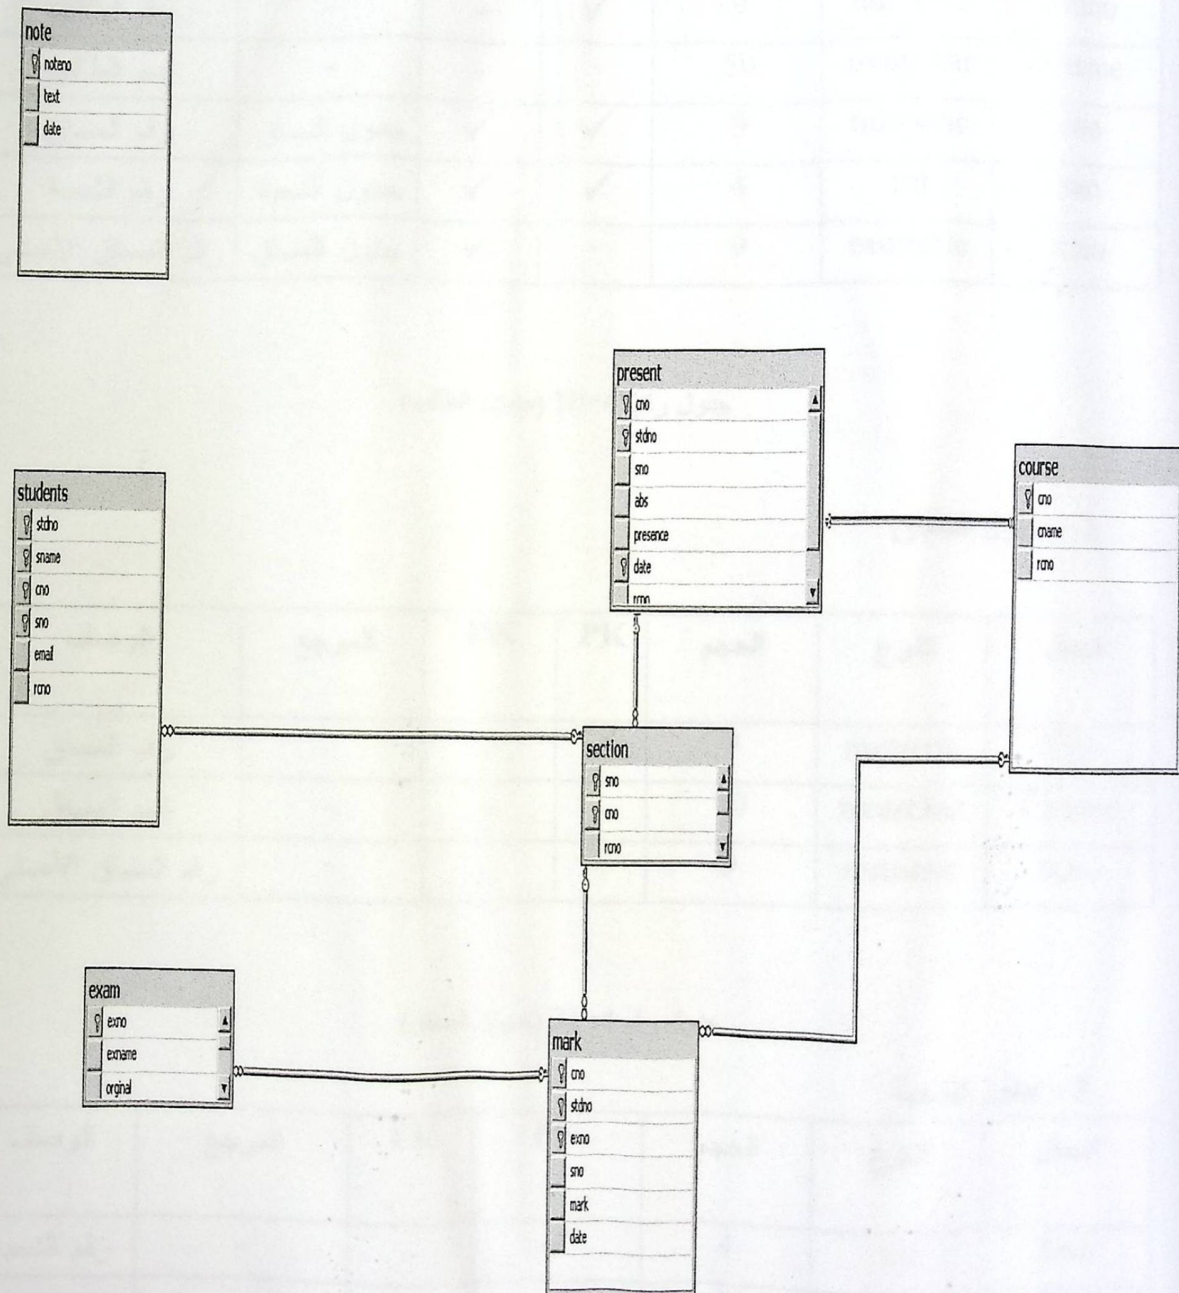 note
noteno
text
date
present
cno
stdno
sno
abs
presence
date
rcno
course
cno
cname
rcno
students
stdno
sname
cno
sno
email
rcno
section
sno
cno
rcno
exam
exno
exname
orginal
mark
cno
stdno
exno
sno
mark
date